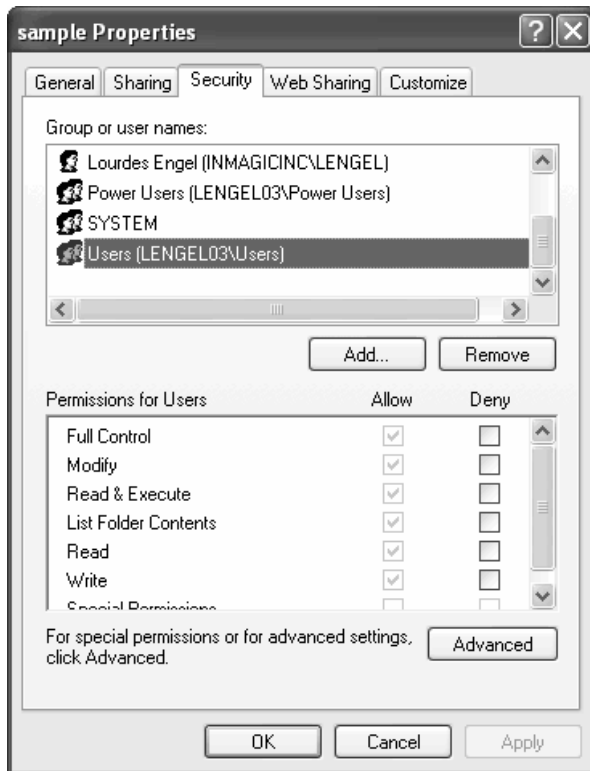 sample Properties
General Sharing Security Web Sharing Customize
Group or user names:
Lourdes Engel (INMAGICINC\LENGEL)
Power Users (LENGEL03\Power Users)
SYSTEM
Users (LENGEL03\Users)
Add... Remove
Permissions for Users Allow Deny
Full Control
Modify
Read & Execute
List Folder Contents
Read
Write
Special Permissions
For special permissions or for advanced settings,
click Advanced.
Advanced
OK Cancel Apply